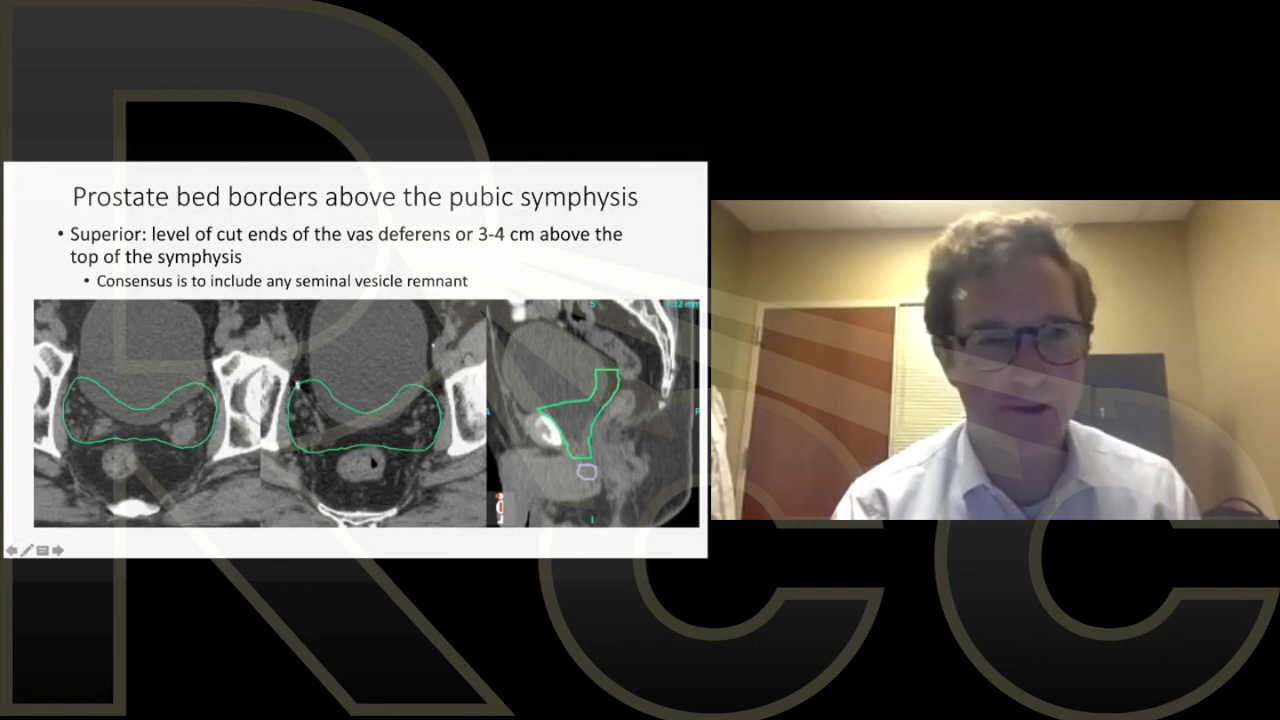 Prostate bed borders above the pubic symphysis
• Superior: level of cut ends of the vas deferens or 3-4 cm above the
top of the symphysis
• Consensus is to include any seminal vesicle remnant
S
A
P
I
RCC